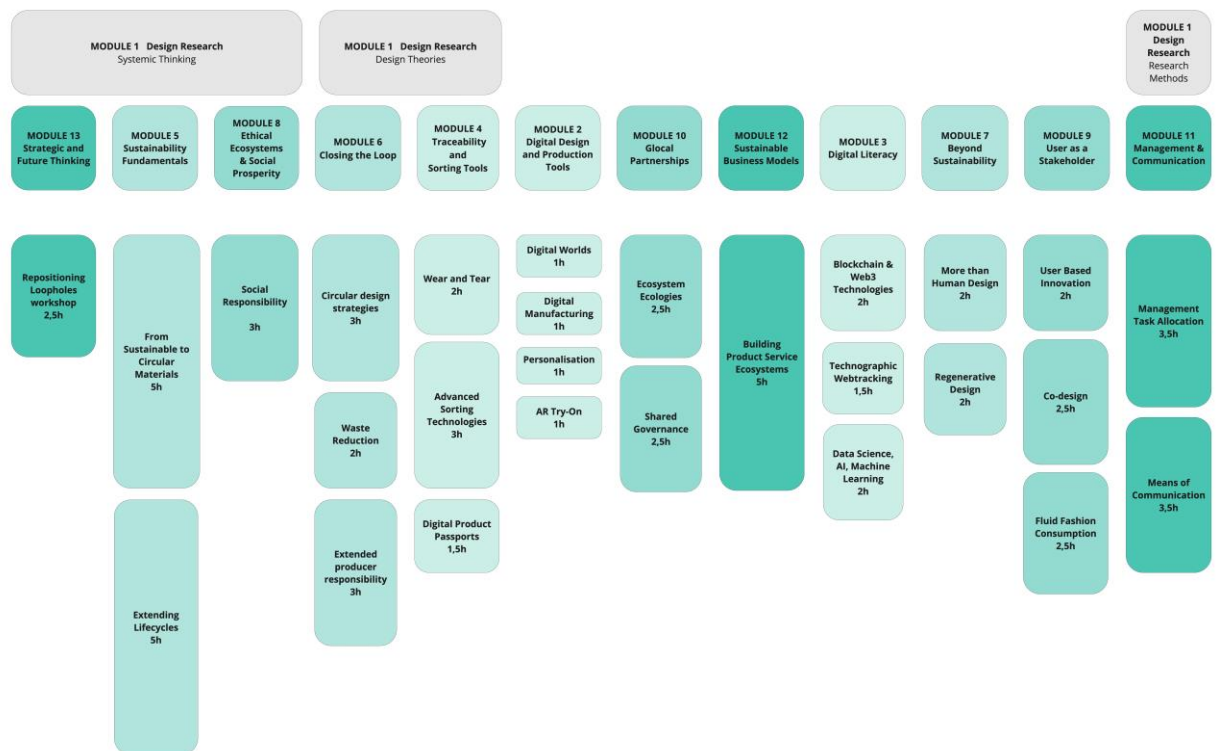 MODULE 1 Design Research
Systemic Thinking
MODULE 1 Design Research
Design Theories
MODULE 1
Design
Research
Research
Methods
MODULE 13
Strategic and
Future Thinking
MODULE 5
Sustainability
Fundamentals
MODULE 8
Ethical
Ecosystems
& Social
Prosperity
MODULE 6
Closing the Loop
MODULE 4
Traceability
and
Sorting Tools
MODULE 2
Digital Design
and Production
Tools
MODULE 10
Glocal
Partnerships
MODULE 12
Sustainable
Business Models
MODULE 3
Digital Literacy
MODULE 7
Beyond
Sustainability
MODULE 9
User as a
Stakeholder
MODULE 11
Management &
Communication
Repositioning
Loopholes
workshop
2,5h
From
Sustainable to
Circular
Materials
5h
Extending
Lifecycles
5h
Social
Responsibility
3h
Circular design
strategies
3h
Waste
Reduction
2h
Extended
producer
responsibility
3h
Wear and Tear
2h
Advanced
Sorting
Technologies
3h
Digital Product
Passports
1,5h
Digital Worlds
1h
Digital
Manufacturing
1h
Personalisation
1h
AR Try-On
1h
Ecosystem
Ecologies
2,5h
Shared
Governance
2,5h
Building
Product Service
Ecosystems
5h
Blockchain &
Web3
Technologies
2h
Technographic
Webtracking
1,5h
Data Science,
AI, Machine
Learning
2h
More than
Human Design
2h
Regenerative
Design
2h
User Based
Innovation
2h
Co-design
2,5h
Fluid Fashion
Consumption
2,5h
Management
Task Allocation
3,5h
Means of
Communication
3,5h